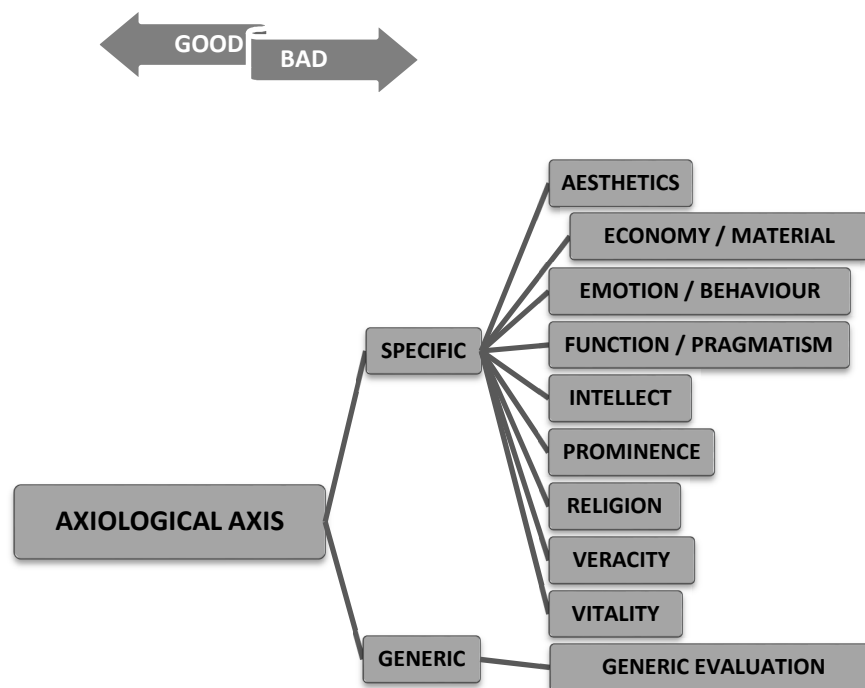 GOOD
BAD
AESTHETICS
ECONOMY / MATERIAL
EMOTION / BEHAVIOUR
FUNCTION / PRAGMATISM
SPECIFIC
INTELLECT
PROMINENCE
RELIGION
AXIOLOGICAL AXIS
VERACITY
VITALITY
GENERIC
GENERIC EVALUATION